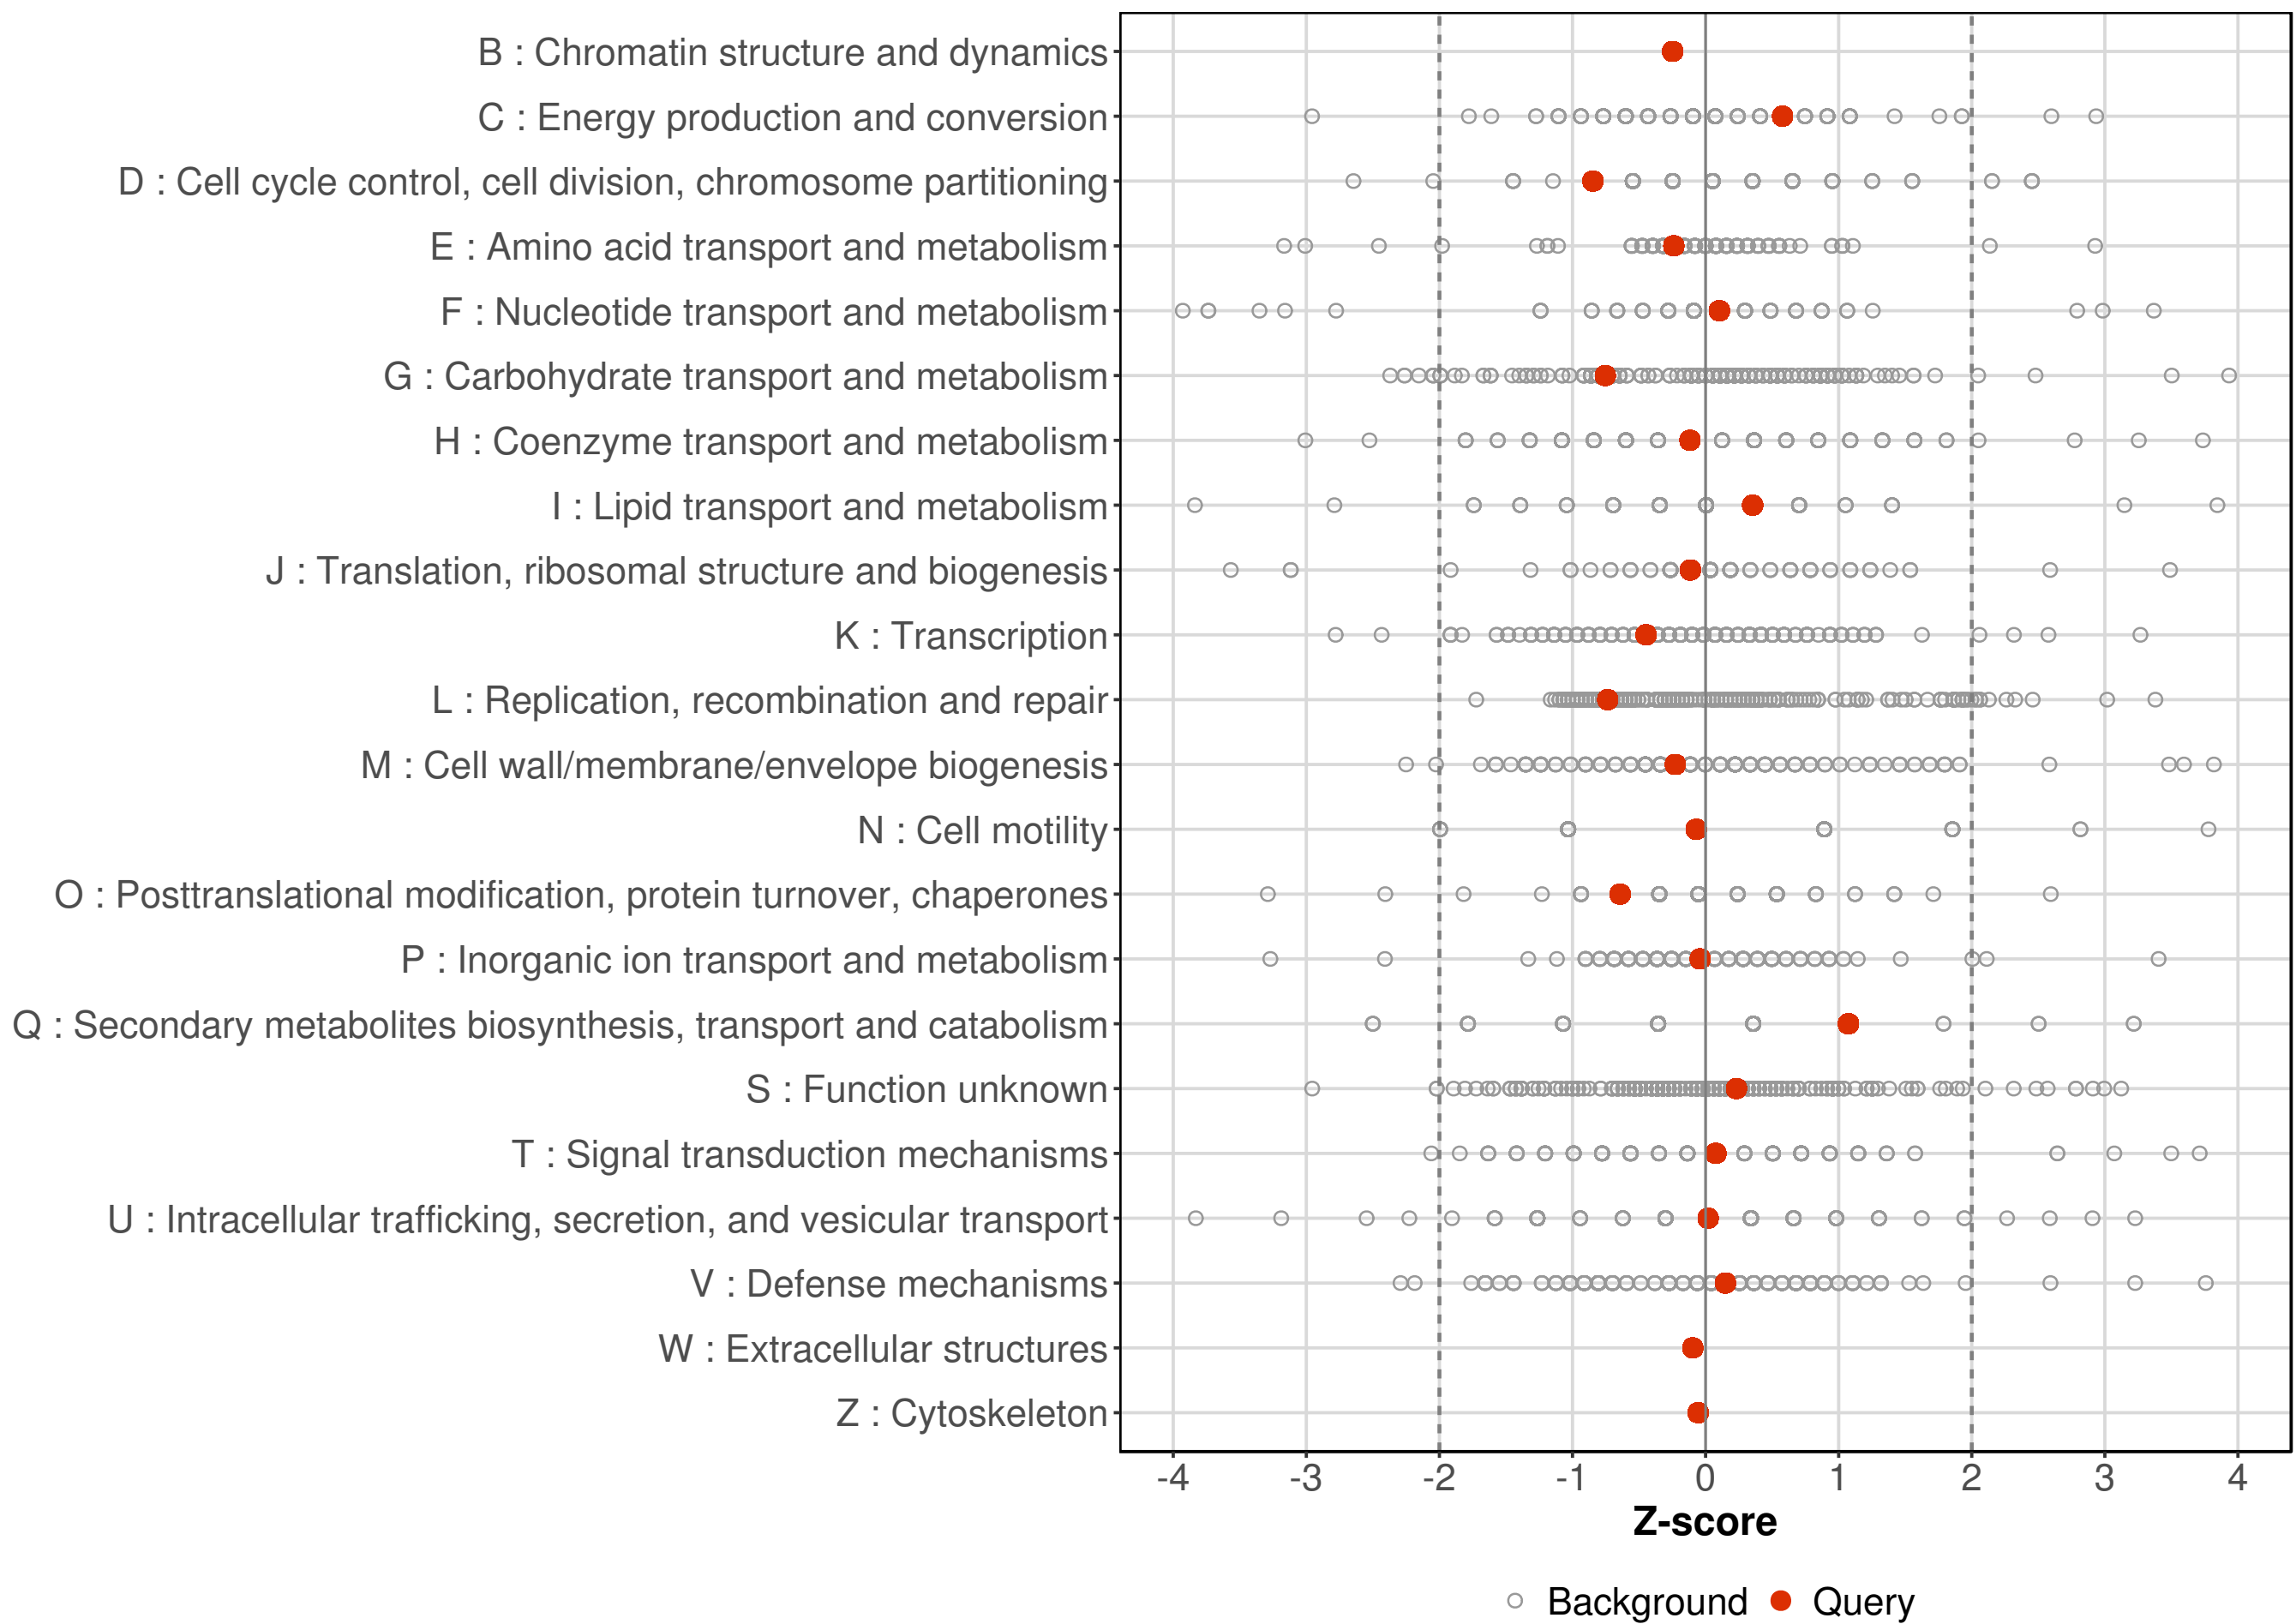 B : Chromatin structure and dynamics
C : Energy production and conversion
D : Cell cycle control, cell division, chromosome partitioning
E : Amino acid transport and metabolism
F : Nucleotide transport and metabolism
G : Carbohydrate transport and metabolism
H : Coenzyme transport and metabolism
I : Lipid transport and metabolism
J : Translation, ribosomal structure and biogenesis
K : Transcription
L : Replication, recombination and repair
M : Cell wall/membrane/envelope biogenesis
N : Cell motility
O : Posttranslational modification, protein turnover, chaperones
P : Inorganic ion transport and metabolism
Q : Secondary metabolites biosynthesis, transport and catabolism
S : Function unknown
T : Signal transduction mechanisms
U : Intracellular trafficking, secretion, and vesicular transport
V : Defense mechanisms
W : Extracellular structures
Z : Cytoskeleton
-4 -3 -2 -1 0 1 2 3 4
Z-score
Background Query